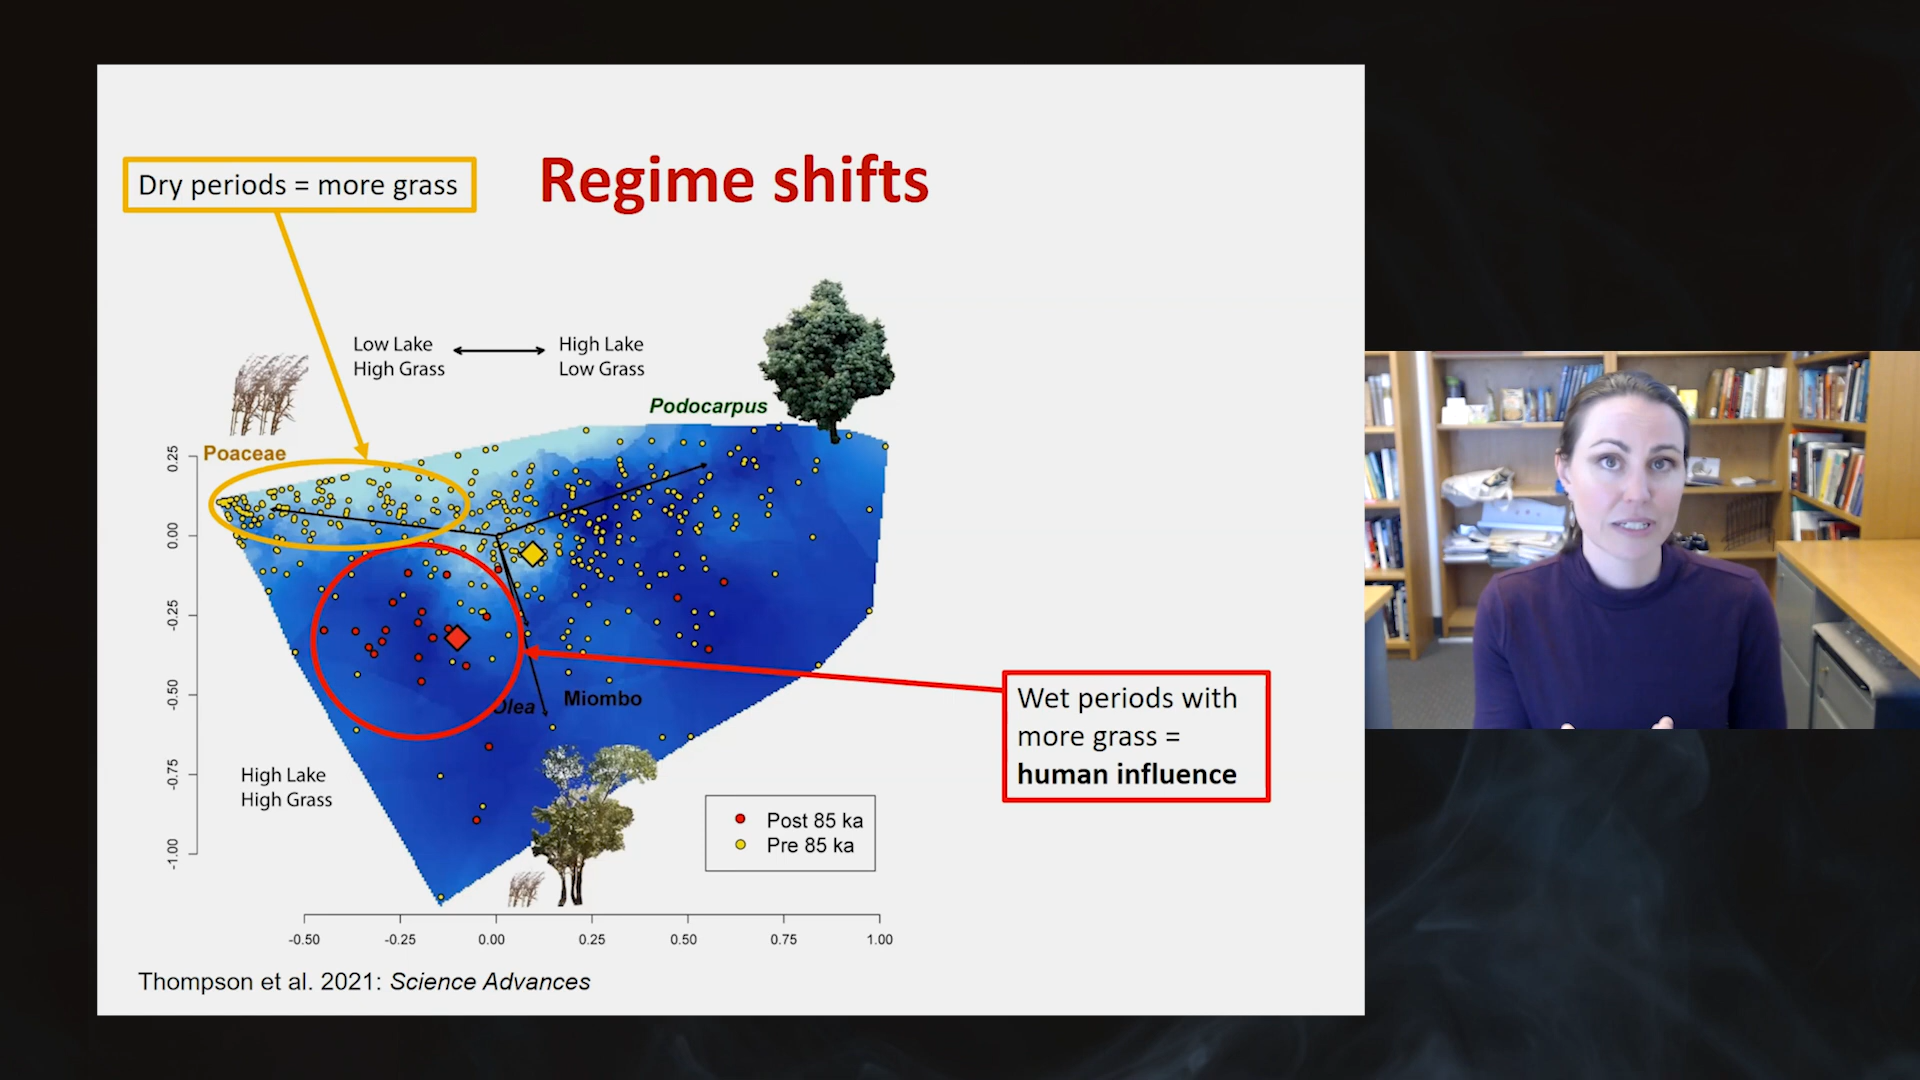 Regime shifts
Dry periods = more grass
Low Lake
High Grass
High Lake
Low Grass
Podocarpus
Poaceae
0.25
0.00
-0.25
-0.50
-0.75
-1.00
Olea
Miombo
High Lake
High Grass
Wet periods with
more grass =
human influence
Post 85 ka
Pre 85 ka
-0.50
-0.25
0.00
0.25
0.50
0.75
1.00
Thompson et al. 2021: Science Advances